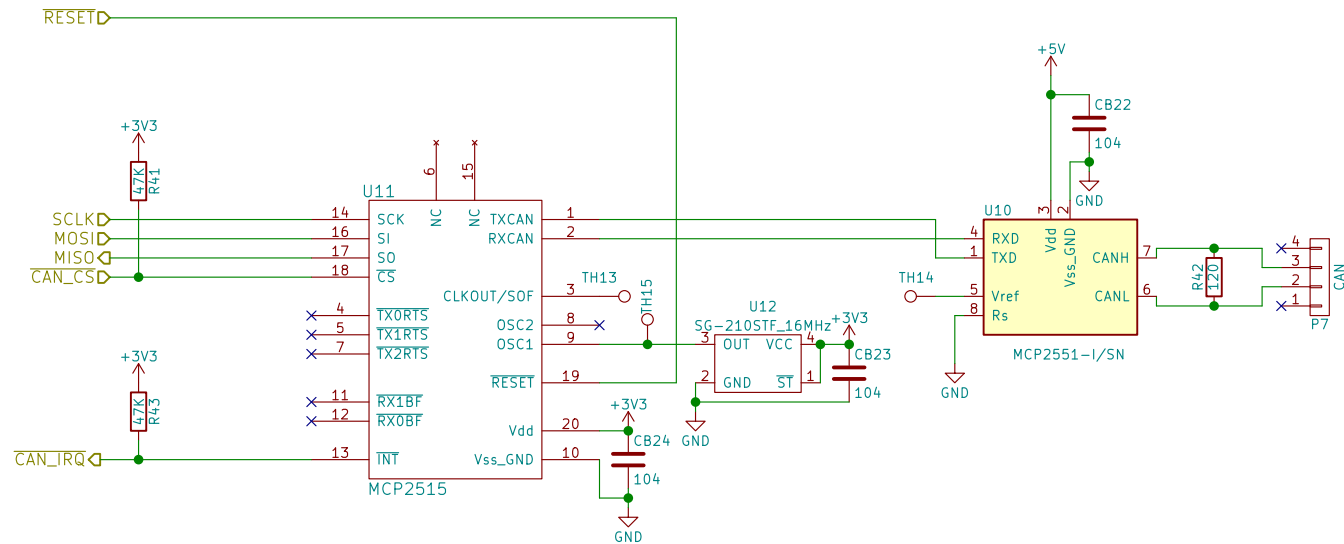 RESET
+5V
CB22
104
GND
+3V3
47K
R41
6
NC
15
NC
U11
SCLK
14
SCK
TXCAN
1
MOSI
16
SI
RXCAN
2
MISO
17
SO
CAN_CS
18
CS
CLKOUT/SOF
3
TH13
TH15
4
TX0RTS
OSC2
8
5
TX1RTS
OSC1
9
7
TX2RTS
RESET
19
11
RX1BF
12
RX0BF
Vdd
20
+3V3
47K
R43
CAN_IRQ
13
INT
Vss_GND
10
MCP2515
+3V3
CB24
104
GND
U12
SG-210STF_16MHz
3
OUT
VCC
4
2
GND
ST
1
+3V3
CB23
104
GND
U10
3
Vdd
2
Vss_GND
4
RXD
1
TXD
CANH
7
TH14
5
Vref
CANL
6
8
Rs
MCP2551-I/SN
GND
R42
120
4
3
2
1
CAN
P7